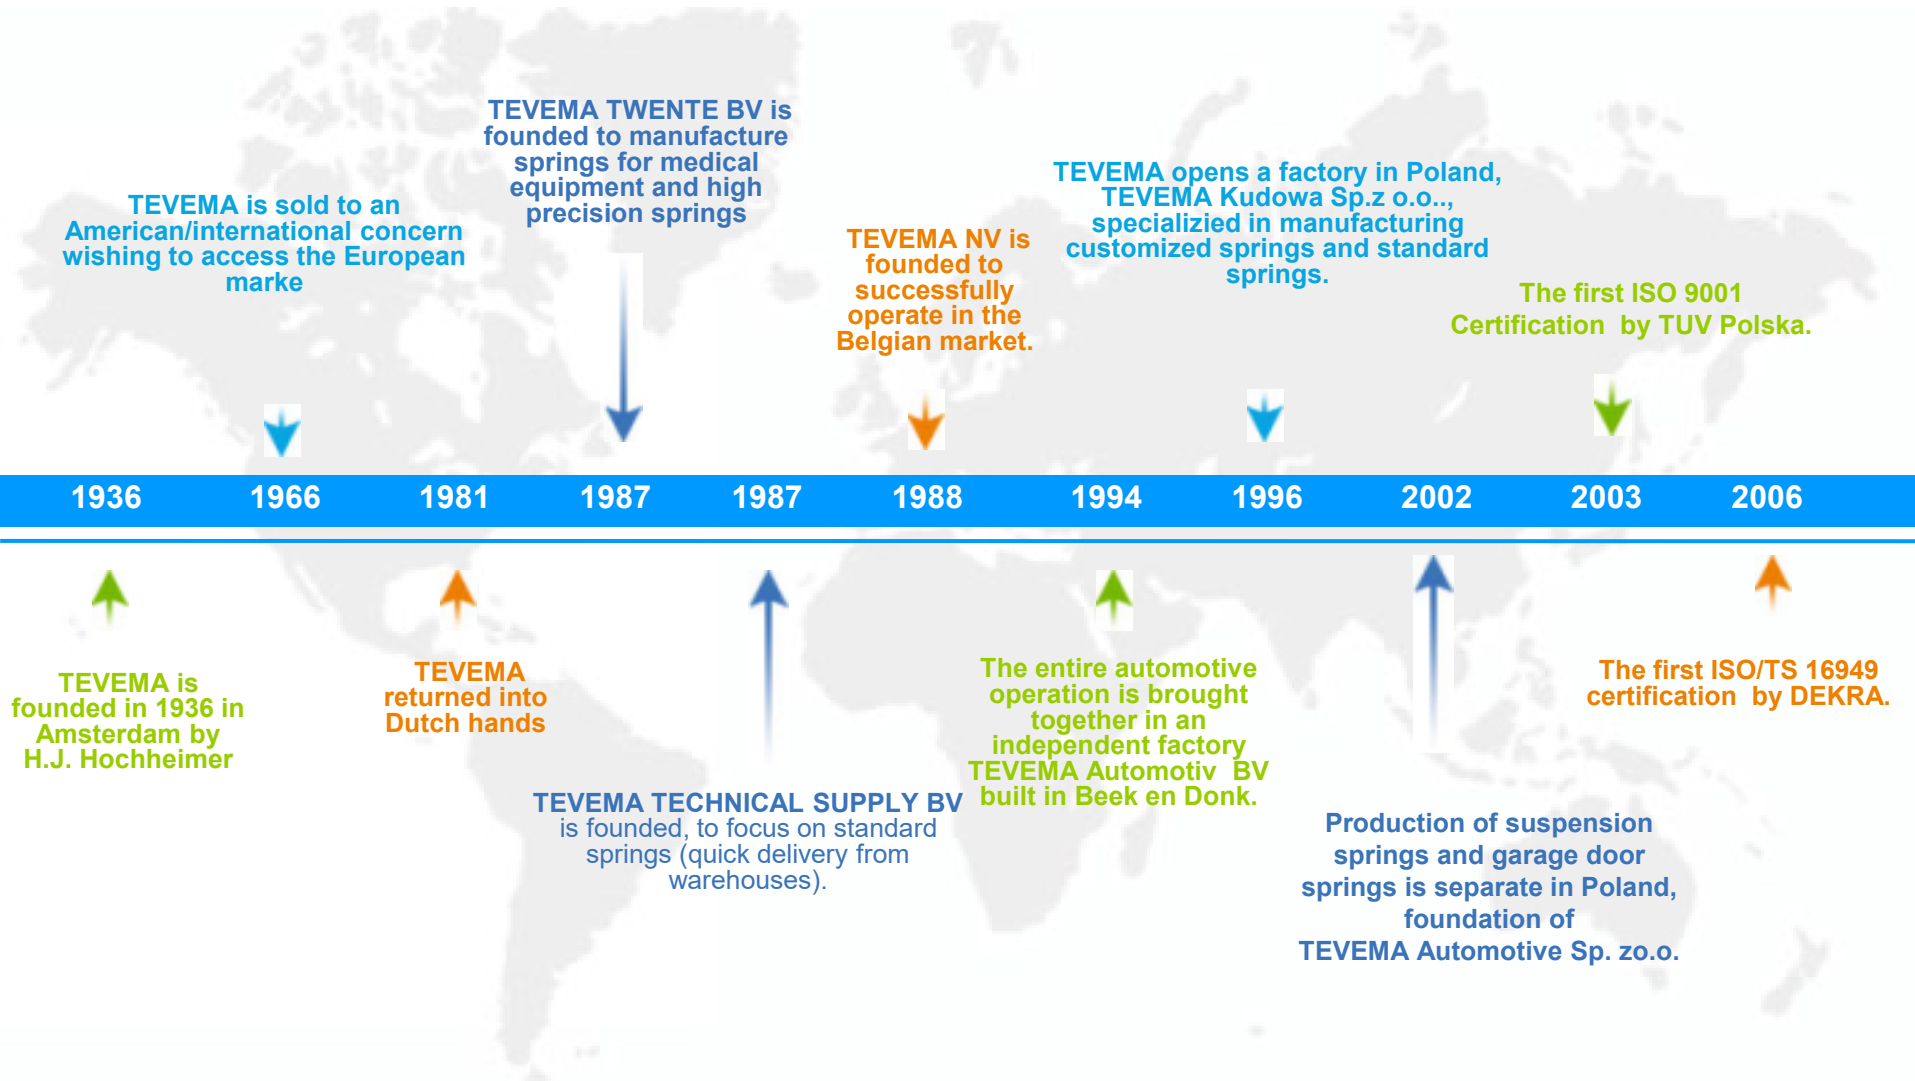 TEVEMA TWENTE BV is
founded to manufacture
springs for medical
equipment and high
precision springs
TEVEMA is sold to an
American/international concern
wishing to access the European
marke
TEVEMA NV is
founded to
successfully
operate in the
Belgian market.
TEVEMA opens a factory in Poland,
TEVEMA Kudowa Sp.z o.o..,
specializied in manufacturing
customized springs and standard
springs.
The first ISO 9001
Certification  by TUV Polska.
1936 1966 1981 1987 1987 1988 1994 1996 2002 2003 2006
TEVEMA is
founded in 1936 in
Amsterdam by
H.J. Hochheimer
TEVEMA
returned into
Dutch hands
TEVEMA TECHNICAL SUPPLY BV
is founded, to focus on standard
springs (quick delivery from
warehouses).
The entire automotive
operation is brought
together in an
independent factory
TEVEMA Automotiv  BV
built in Beek en Donk.
Production of suspension
springs and garage door
springs is separate in Poland,
foundation of
TEVEMA Automotive Sp. zo.o.
The first ISO/TS 16949
certification  by DEKRA.